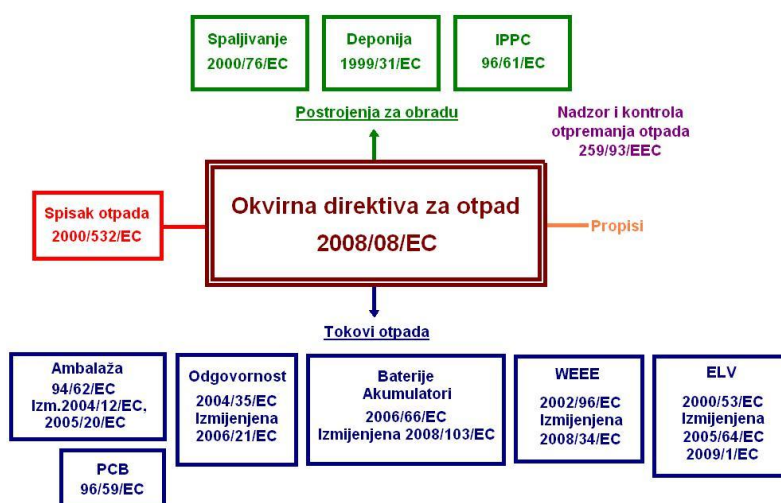 Spaljivanje
2000/76/EC
Deponija
1999/31/EC
IPPC
96/61/EC
Postrojenja za obradu
Nadzor i kontrola
otpremanja otpada
259/93/EEC
Spisak otpada
2000/532/EC
Okvirna direktiva za otpad
2008/08/EC
Propisi
Tokovi otpada
Ambalaža
94/62/EC
Izm.2004/12/EC,
2005/20/EC
Odgovornost
2004/35/EC
Izmijenjena
2006/21/EC
Baterije
Akumulatori
2006/66/EC
Izmijenjena 2008/103/EC
WEEE
2002/96/EC
Izmijenjena
2008/34/EC
ELV
2000/53/EC
Izmijenjena
2005/64/EC
2009/1/EC
PCB
96/59/EC